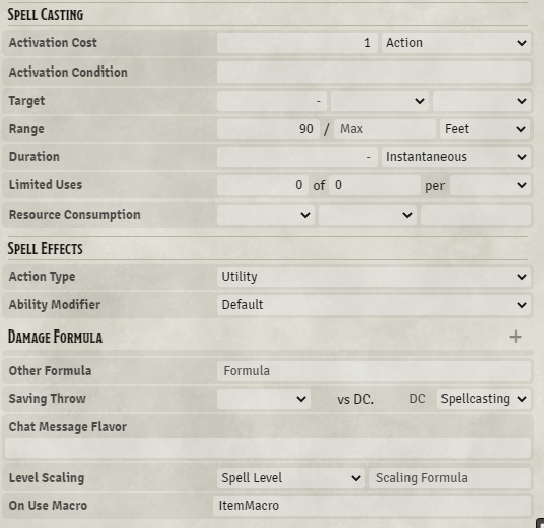 SPELL CASTING
Activation Cost 1 Action
Activation Condition
Target -
Range 90 / Max Feet
Duration - Instantaneous
Limited Uses 0 of 0 per
Resource Consumption
SPELL EFFECTS
Action Type Utility
Ability Modifier Default
DAMAGE FORMULA +
Other Formula Formula
Saving Throw vs DC. DC Spellcasting
Chat Message Flavor
Level Scaling Spell Level Scaling Formula
On Use Macro ItemMacro